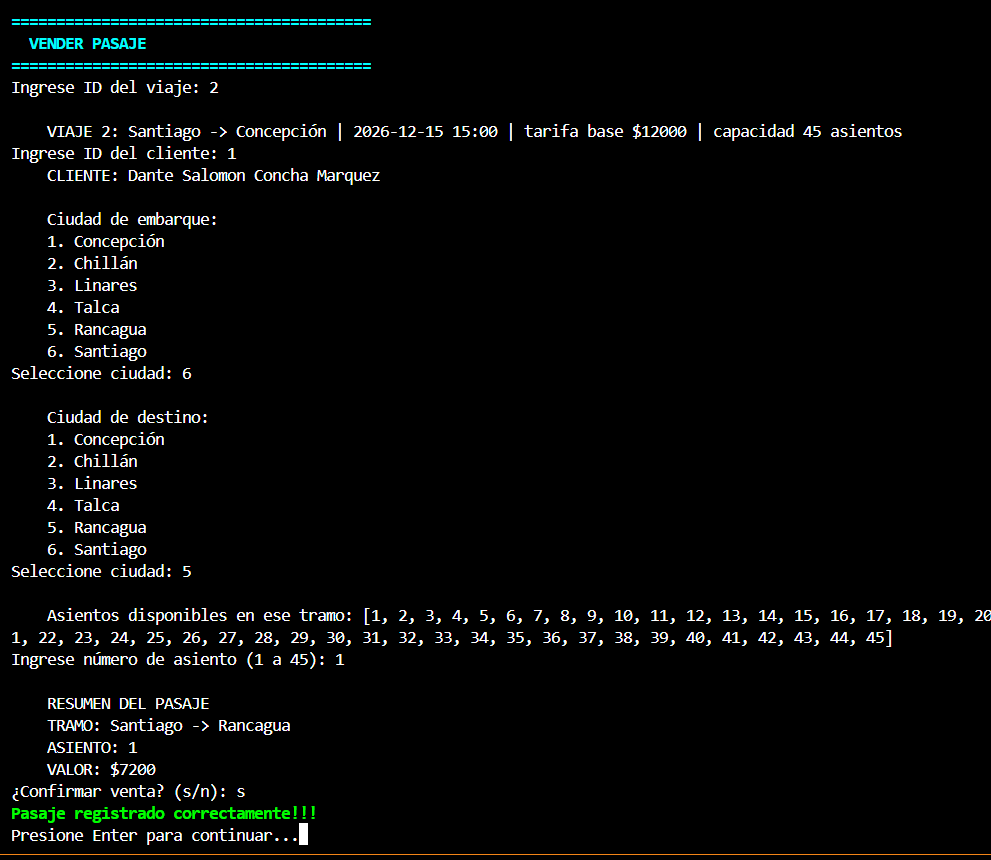 ========================================
VENDER PASAJE
========================================
Ingrese ID del viaje: 2
VIAJE 2: Santiago -> Concepción | 2026-12-15 15:00 | tarifa base $12000 | capacidad 45 asientos
Ingrese ID del cliente: 1
CLIENTE: Dante Salomon Concha Marquez
Ciudad de embarque:
1. Concepción
2. Chillán
3. Linares
4. Talca
5. Rancagua
6. Santiago
Seleccione ciudad: 6
Ciudad de destino:
1. Concepción
2. Chillán
3. Linares
4. Talca
5. Rancagua
6. Santiago
Seleccione ciudad: 5
Asientos disponibles en ese tramo: [1, 2, 3, 4, 5, 6, 7, 8, 9, 10, 11, 12, 13, 14, 15, 16, 17, 18, 19, 20
1, 22, 23, 24, 25, 26, 27, 28, 29, 30, 31, 32, 33, 34, 35, 36, 37, 38, 39, 40, 41, 42, 43, 44, 45]
Ingrese número de asiento (1 a 45): 1
RESUMEN DEL PASAJE
TRAMO: Santiago -> Rancagua
ASIENTO: 1
VALOR: $7200
¿Confirmar venta? (s/n): s
Pasaje registrado correctamente!!!
Presione Enter para continuar...